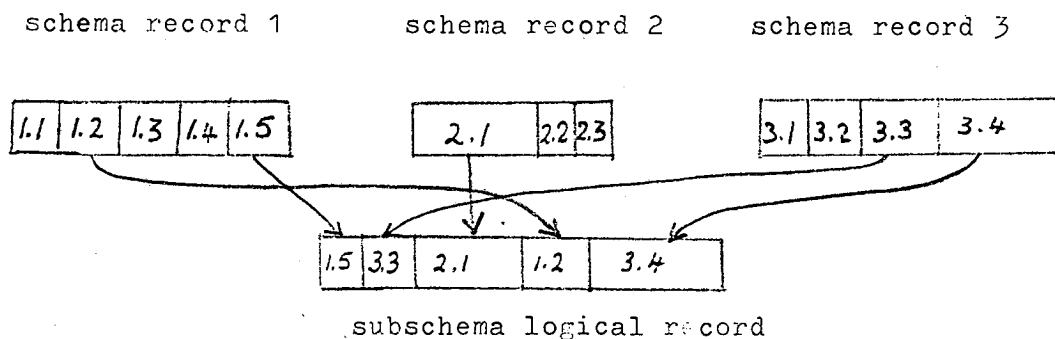 schema record 1 schema record 2 schema record 3
1.1 1.2 1.3 1.4 1.5 2.1 2.2 2.3 3.1 3.2 3.3 3.4
1.5 3.3 2.1 1.2 3.4
subschema logical record